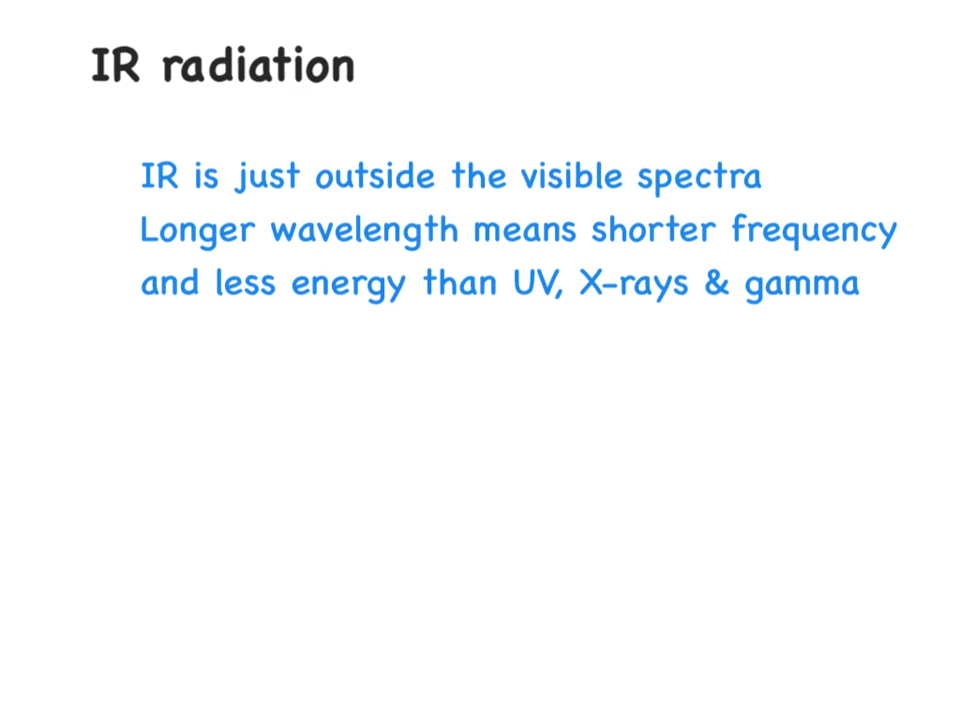 IR radiation
IR is just outside the visible spectra
Longer wavelength means shorter frequency
and less energy than UV, X-rays & gamma